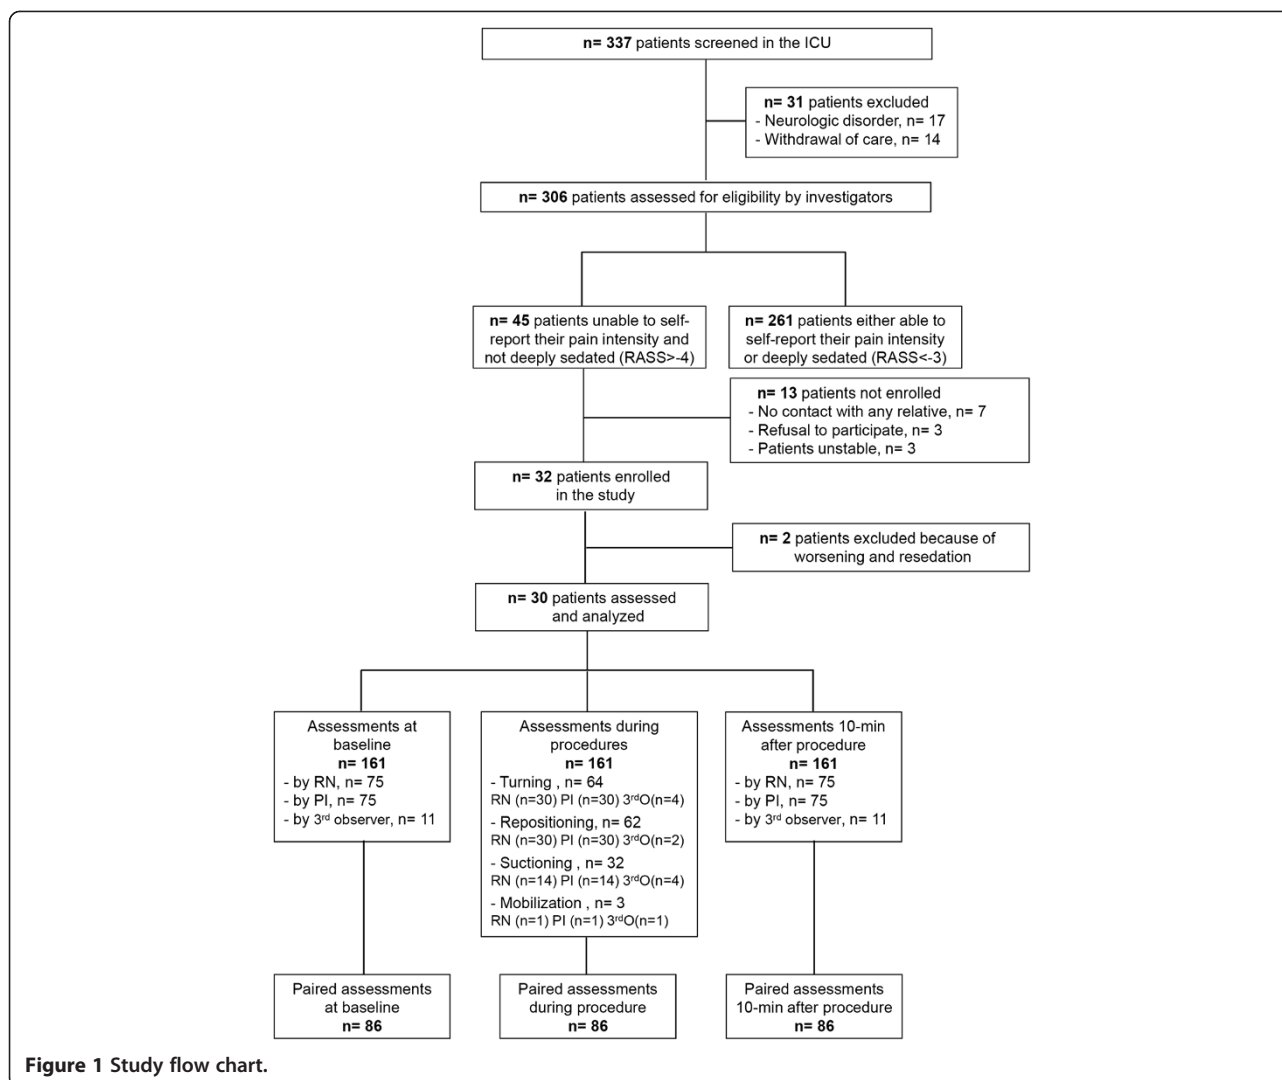 n= 337 patients screened in the ICU
n= 31 patients excluded
- Neurologic disorder, n= 17
- Withdrawal of care, n= 14
n= 306 patients assessed for eligibility by investigators
n= 45 patients unable to self-
report their pain intensity and
not deeply sedated (RASS>-4)
n= 261 patients either able to
self-report their pain intensity
or deeply sedated (RASS<-3)
n= 13 patients not enrolled
- No contact with any relative, n= 7
- Refusal to participate, n= 3
- Patients unstable, n= 3
n= 32 patients enrolled
in the study
n= 2 patients excluded because of
worsening and resedation
n= 30 patients assessed
and analyzed
Assessments at
baseline
n= 161
- by RN, n= 75
- by PI, n= 75
- by 3rd observer, n= 11
Assessments during
procedures
n= 161
- Turning , n= 64
RN (n=30) PI (n=30) 3rdO(n=4)
- Repositioning, n= 62
RN (n=30) PI (n=30) 3rdO(n=2)
- Suctioning , n= 32
RN (n=14) PI (n=14) 3rdO(n=4)
- Mobilization , n= 3
RN (n=1) PI (n=1) 3rdO(n=1)
Assessments 10-min
after procedure
n= 161
- by RN, n= 75
- by PI, n= 75
- by 3rd observer, n= 11
Paired assessments
at baseline
n= 86
Paired assessments
during procedure
n= 86
Paired assessments
10-min after procedure
n= 86
Figure 1 Study flow chart.